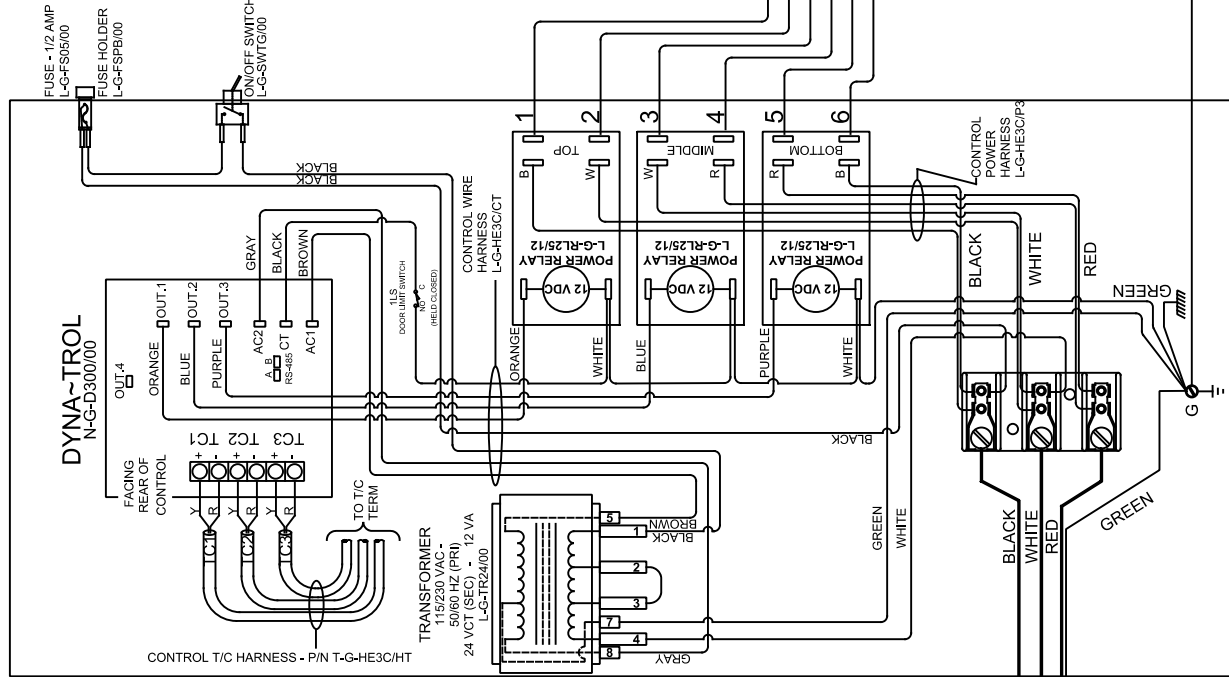 FUSE - 1/2 AMP
L-G-FS05/00
FUSE HOLDER
L-G-FSPB/00
ON/OFF SWITCH
L-G-SWTG/00
BLACK
BLACK
1
2
3
4
5
6
TOP
MIDDLE
BOTTOM
B
W
W
R
R
B
CONTROL
POWER
HARNESS
L-G-HE3C/P3
CONTROL WIRE
HARNESS
L-G-HE3C/CT
POWER RELAY
L-G-RL25/12
POWER RELAY
L-G-RL25/12
POWER RELAY
L-G-RL25/12
12 VDC
12 VDC
12 VDC
BLACK
WHITE
RED
GREEN
DYNA~TROL
N-G-D300/00
OUT.4
ORANGE
OUT.1
BLUE
OUT.2
PURPLE
OUT.3
AC2
GRAY
A B
RS-485
CT
BLACK
AC1
BROWN
1LS
DOOR LIMIT SWITCH
NO C
(HELD CLOSED)
ORANGE
WHITE
BLUE
PURPLE
WHITE
FACING
REAR OF
CONTROL
TC1 TC2 TC3
+ - + - + -
Y R Y R Y R
C1
C2
C3
TO T/C
TERM
CONTROL T/C HARNESS - P/N T-G-HE3C/HT
TRANSFORMER
115/230 VAC -
50/60 HZ (PRI)
24 VCT (SEC) - 12 VA
L-G-TR24/00
5
BROWN
1
BLACK
2
3
7
4
8
GRAY
BLACK
GREEN
WHITE
G
BLACK
WHITE
RED
GREEN